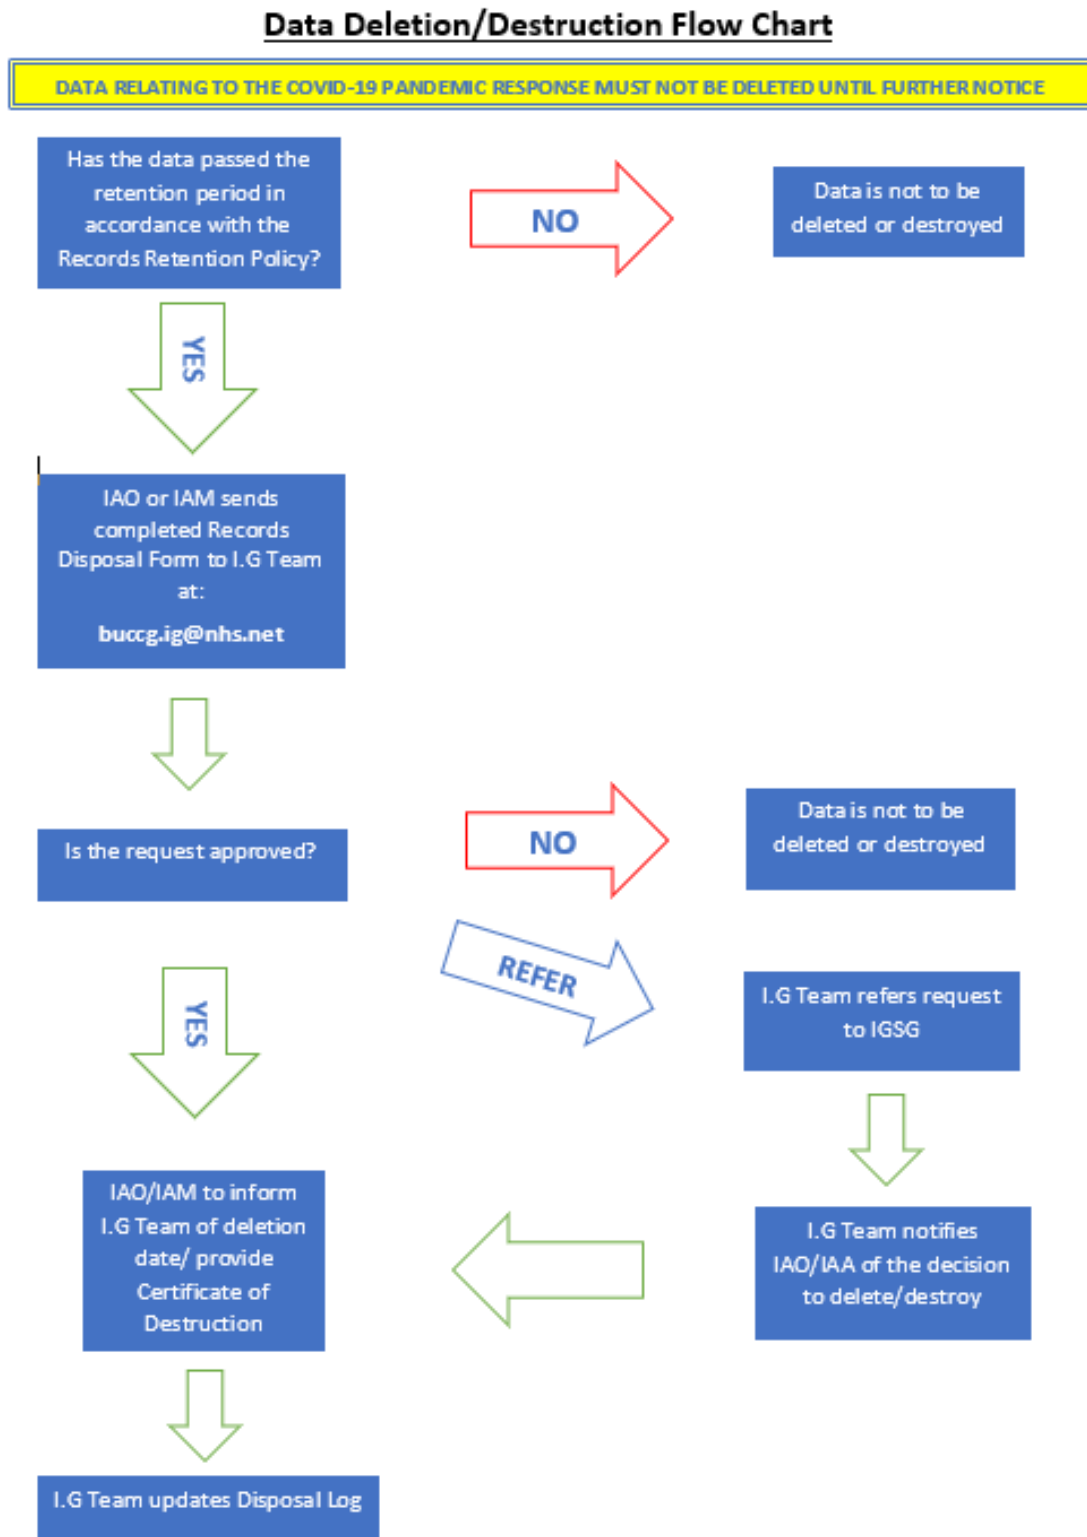 Data Deletion/Destruction Flow Chart
DATA RELATING TO THE COVID-19 PANDEMIC RESPONSE MUST NOT BE DELETED UNTIL FURTHER NOTICE
Has the data passed the
retention period in
accordance with the
Records Retention Policy?
NO
Data is not to be
deleted or destroyed
YES
IAO or IAM sends
completed Records
Disposal Form to I.G Team
at:
buccg.ig@nhs.net
Is the request approved?
NO
Data is not to be
deleted or destroyed
REFER
I.G Team refers request
to IGSG
YES
I.G Team notifies
IAO/IAA of the decision
to delete/destroy
IAO/IAM to inform
I.G Team of deletion
date/ provide
Certificate of
Destruction
I.G Team updates Disposal Log